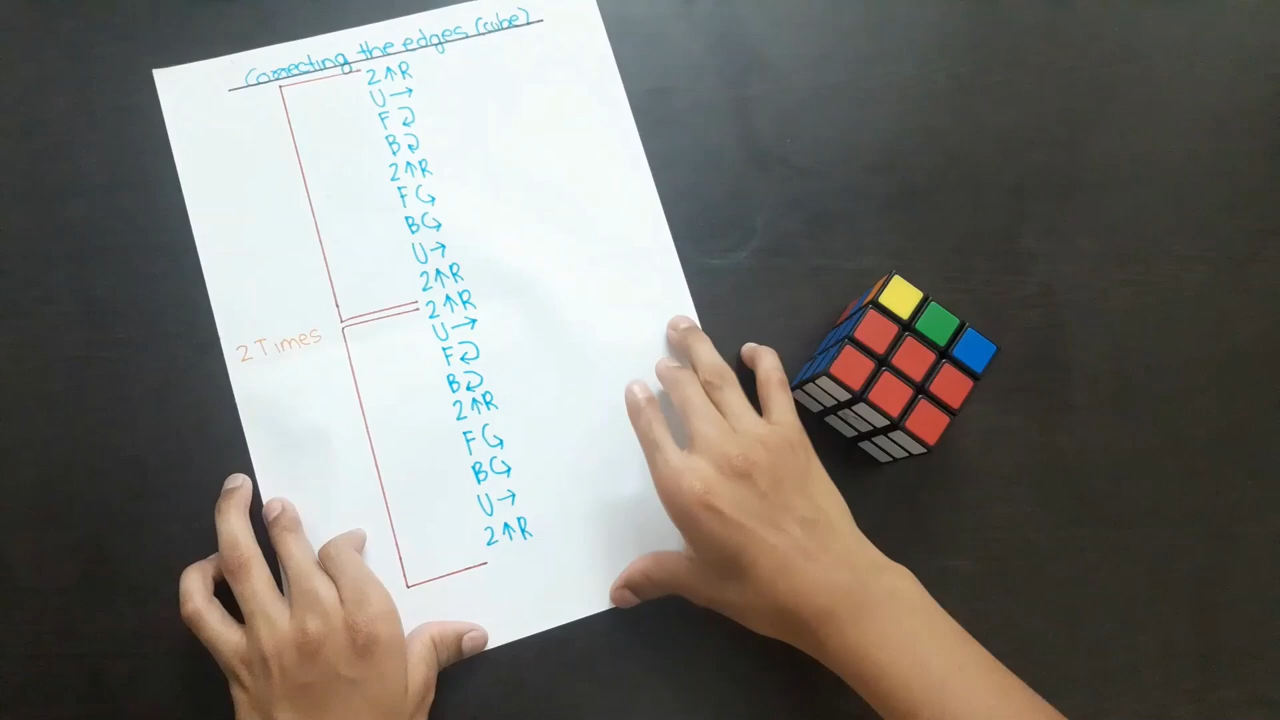 Correcting the edges (cube)
2↑R
U→
F↻
B↻
2↑R
F↺
B↺
U→
2↑R
2↑R
U→
F↻
B↻
2↑R
F↺
B↺
U→
2↑R
2 Times